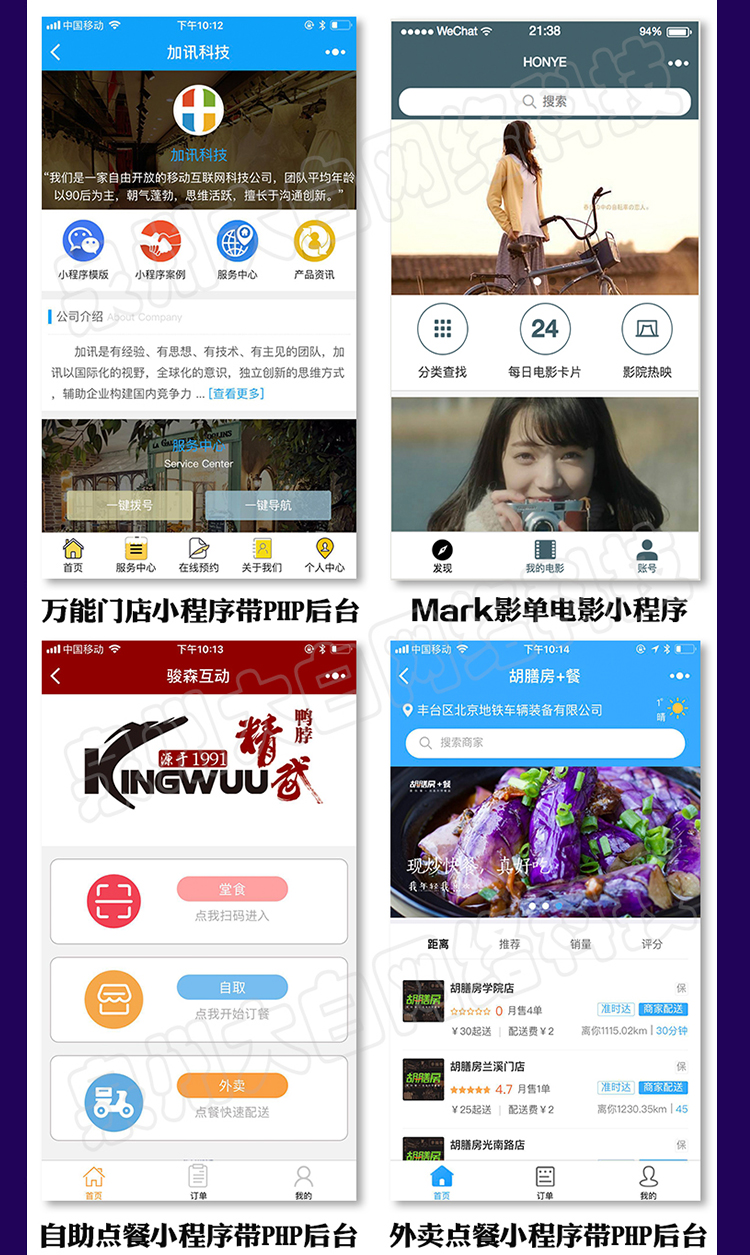 中国移动 下午10:12
加讯科技
加讯科技
“我们是一家自由开放的移动互联网科技公司，团队平均年龄
以90后为主，朝气蓬勃，思维活跃，擅长于沟通创新。”
小程序模版 小程序案例 服务中心 产品资讯
公司介绍 About Company
加讯是有经验、有思想、有技术、有主见的团队，加
讯以国际化的视野，全球化的意识，独立创新的思维方式
，辅助企业构建国内竞争力 ... [查看更多]
服务中心
Service Center
一键拨号 一键导航
首页 服务中心 在线预约 关于我们 个人中心
万能门店小程序带PHP后台
WeChat 21:38 94%
HONYE
搜索
24
分类查找 每日电影卡片 影院热映
发现 我的电影 账号
Mark影单电影小程序
中国移动 下午10:13
骏森互动
源于1991
KINGWUU
精武
鸭脖
堂食
点我扫码进入
自取
点我开始订餐
外卖
点餐快速配送
首页 订单 我的
自助点餐小程序带PHP后台
中国移动 下午10:14
胡膳房+餐
丰台区北京地铁车辆装备有限公司 1° 晴
搜索商家
胡膳房+餐
现炒快餐，真好吃
距离 推荐 销量 评分
胡膳房学院店 保
0 月售4单 准时达 商家配送
￥30起送 | 配送费￥2 离你1115.02km | 30分钟
胡膳房兰溪门店 保
4.7 月售1单 准时达 商家配送
￥25起送 | 配送费￥2 离你1230.35km | 45
胡膳房光南路店 保
首页 订单 我的
外卖点餐小程序带PHP后台
泉州大白网络科技